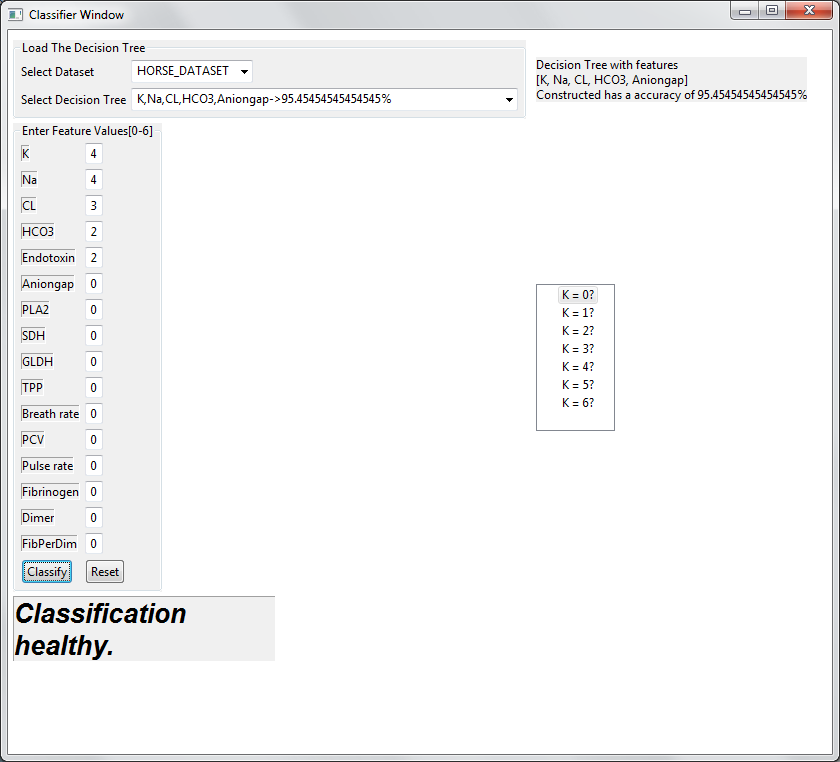 Classifier Window
Load The Decision Tree
Select Dataset HORSE_DATASET
Select Decision Tree K,Na,CL,HCO3,Aniongap->95.45454545454545%
Decision Tree with features
[K, Na, CL, HCO3, Aniongap]
Constructed has a accuracy of 95.45454545454545%
Enter Feature Values[0-6]
K 4
Na 4
CL 3
HCO3 2
Endotoxin 2
Aniongap 0
PLA2 0
SDH 0
GLDH 0
TPP 0
Breath rate 0
PCV 0
Pulse rate 0
Fibrinogen 0
Dimer 0
FibPerDim 0
Classify Reset
Classification
healthy.
K = 0?
K = 1?
K = 2?
K = 3?
K = 4?
K = 5?
K = 6?